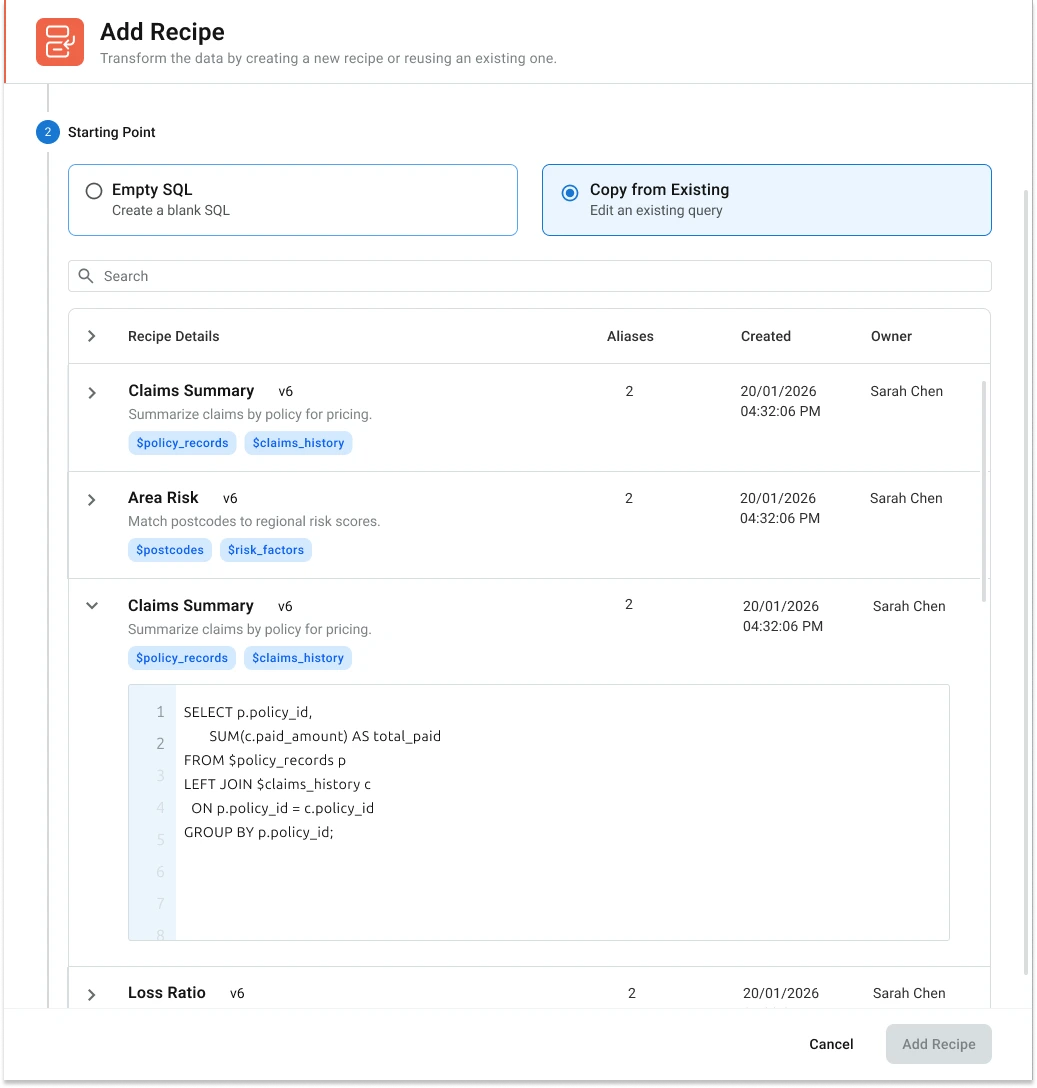 Add Recipe
Transform the data by creating a new recipe or reusing an existing one.
2 Starting Point
Empty SQL
Create a blank SQL
Copy from Existing
Edit an existing query
Search
Recipe Details Aliases Created Owner
Claims Summary v6 2 20/01/2026 Sarah Chen
04:32:06 PM
Summarize claims by policy for pricing.
$policy_records $claims_history
Area Risk v6 2 20/01/2026 Sarah Chen
04:32:06 PM
Match postcodes to regional risk scores.
$postcodes $risk_factors
Claims Summary v6 2 20/01/2026 Sarah Chen
04:32:06 PM
Summarize claims by policy for pricing.
$policy_records $claims_history
1
2
3
4
5
6
7
8
SELECT p.policy_id,
SUM(c.paid_amount) AS total_paid
FROM $policy_records p
LEFT JOIN $claims_history c
ON p.policy_id = c.policy_id
GROUP BY p.policy_id;
Loss Ratio v6 2 20/01/2026 Sarah Chen
Cancel Add Recipe